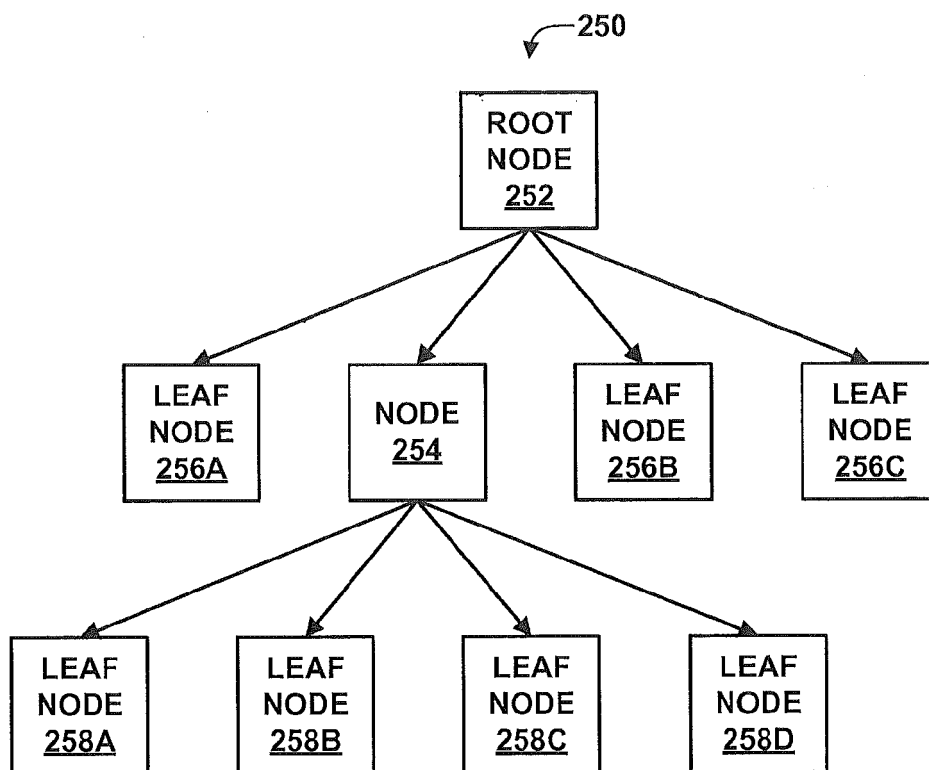 250
ROOT
NODE
252
LEAF
NODE
256A
NODE
254
LEAF
NODE
256B
LEAF
NODE
256C
LEAF
NODE
258A
LEAF
NODE
258B
LEAF
NODE
258C
LEAF
NODE
258D